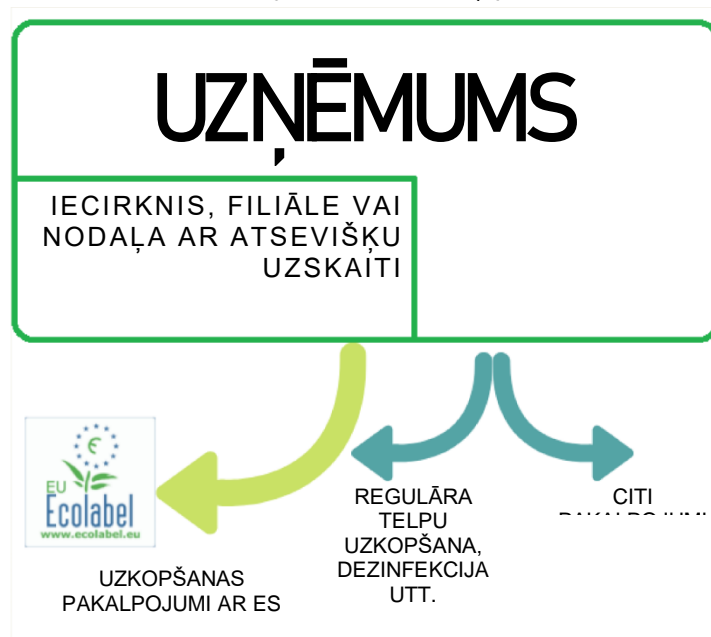 UZŅĒMUMS
IECIRKNIS, FILIĀLE VAI
NODAĻA AR ATSEVIŠĶU
UZSKAITI
EU
Ecolabel
www.ecolabel.eu
UZKOPŠANAS
PAKALPOJUMI AR ES
REGULĀRA
TELPU
UZKOPŠANA,
DEZINFEKCIJA
UTT.
CITI